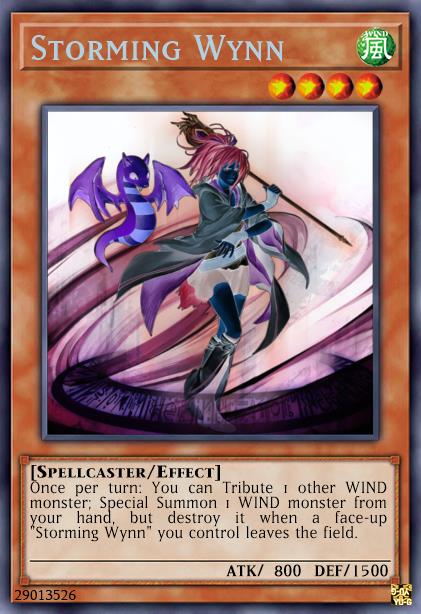 STORMING WYNN
WIND
風
[SPELLCASTER/EFFECT]
Once per turn: You can Tribute 1 other WIND
monster; Special Summon 1 WIND monster from
your hand, but destroy it when a face-up
"Storming Wynn" you control leaves the field.
ATK/ 800 DEF/1500
29013526